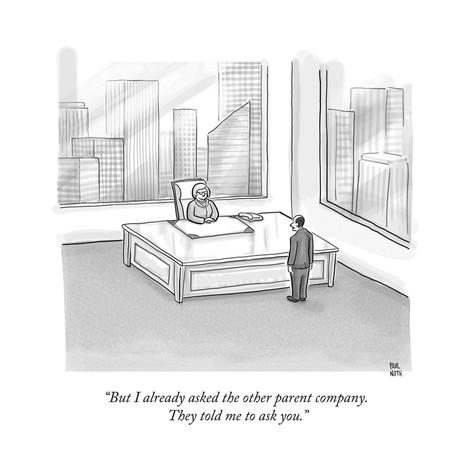 PAUL
NOTH
“But I already asked the other parent company.
They told me to ask you.”